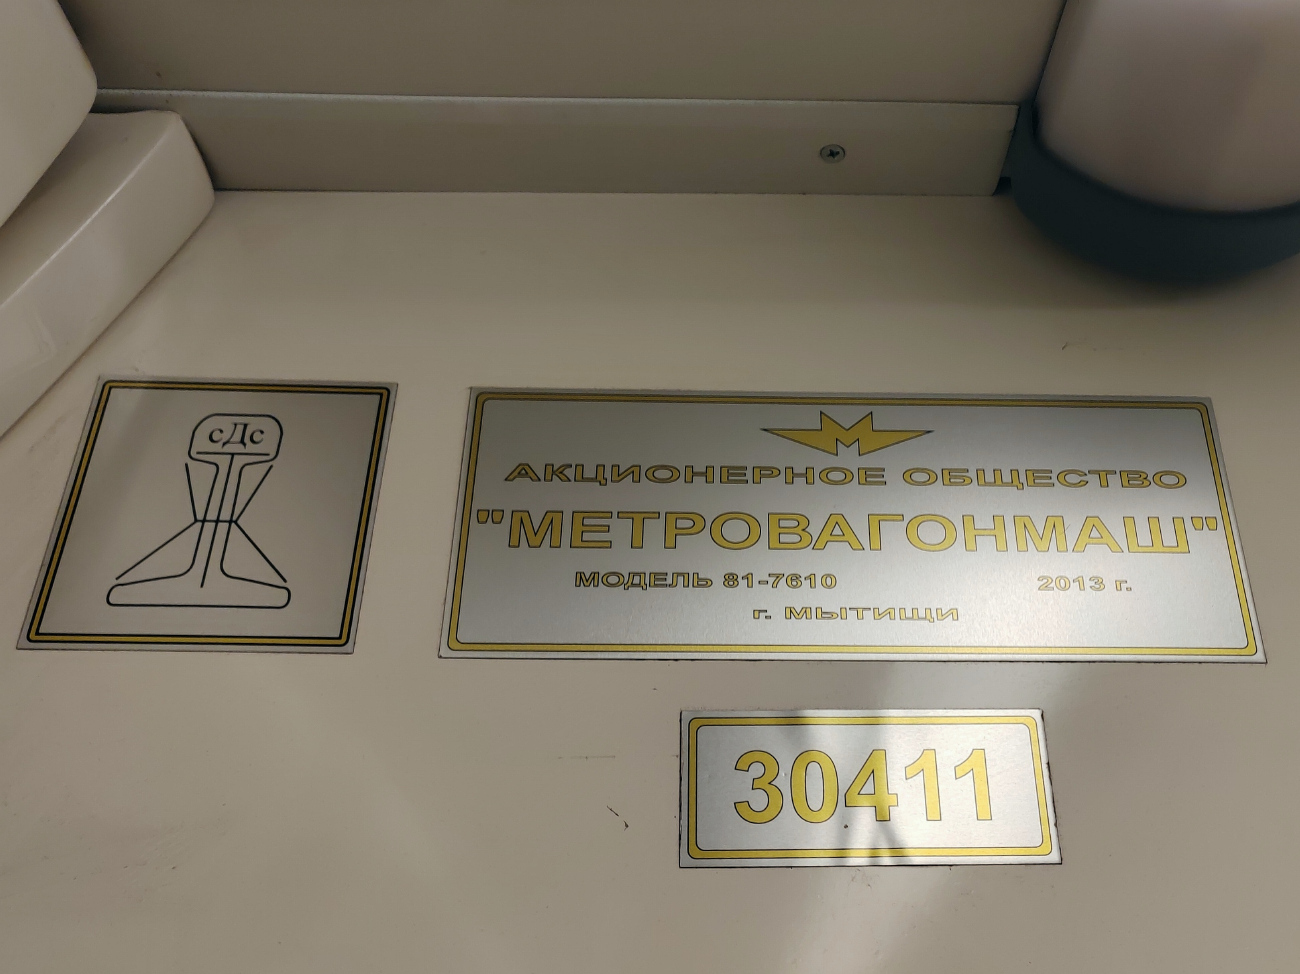 сДс
М
АКЦИОНЕРНОЕ ОБЩЕСТВО
"МЕТРОВАГОНМАШ"
МОДЕЛЬ 81-7610 2013 г.
г. МЫТИЩИ
30411